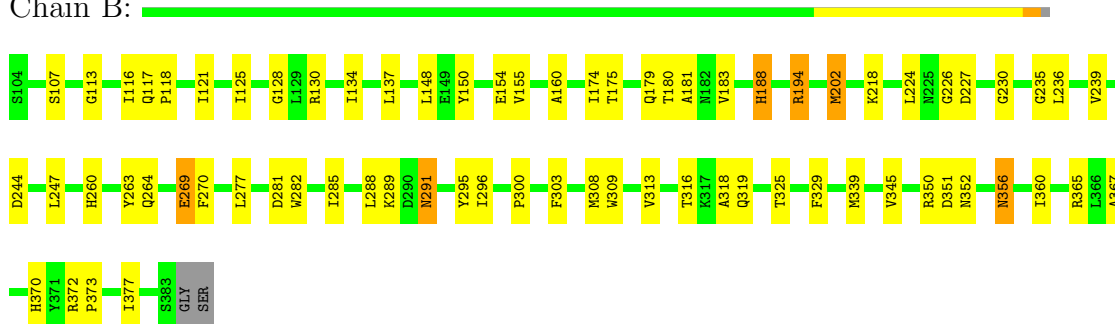 Chain B:
S104 S107 G113 I116 Q117 P118 I121 I125 G128 L129 R130 I134 L137 L148 E149 Y150 E154 V155 A160 I174 T175 Q179 T180 A181 N182 V183 H188 R194 M202 K218 L224 N225 G226 D227 G230 G235 L236 V239
D244 L247 H260 Y263 Q264 E269 F270 L277 D281 W282 I285 L288 K289 D290 N291 Y295 I296 P300 F303 M308 W309 V313 T316 K317 A318 Q319 T325 F329 M339 V345 R350 D351 N352 N356 I360 R365 L366 A367
H370 Y371 R372 P373 I377 S383 GLY SER